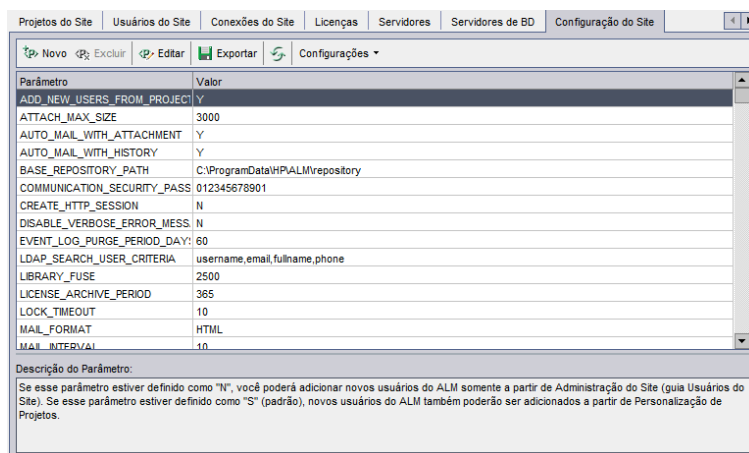 Projetos do Site Usuários do Site Conexões do Site Licenças Servidores Servidores de BD Configuração do Site
Novo Excluir Editar Exportar Configurações
Parâmetro Valor
ADD_NEW_USERS_FROM_PROJECT Y
ATTACH_MAX_SIZE 3000
AUTO_MAIL_WITH_ATTACHMENT Y
AUTO_MAIL_WITH_HISTORY Y
BASE_REPOSITORY_PATH C:\ProgramData\HP\ALM\repository
COMMUNICATION_SECURITY_PASS 012345678901
CREATE_HTTP_SESSION N
DISABLE_VERBOSE_ERROR_MESS. N
EVENT_LOG_PURGE_PERIOD_DAY: 60
LDAP_SEARCH_USER_CRITERIA username,email,fullname,phone
LIBRARY_FUSE 2500
LICENSE_ARCHIVE_PERIOD 365
LOCK_TIMEOUT 10
MAIL_FORMAT HTML
MAIL_INTERVAL 10
Descrição do Parâmetro:
Se esse parâmetro estiver definido como "N", você poderá adicionar novos usuários do ALM somente a partir de Administração do Site (guia Usuários do
Site). Se esse parâmetro estiver definido como "S" (padrão), novos usuários do ALM também poderão ser adicionados a partir de Personalização de
Projetos.